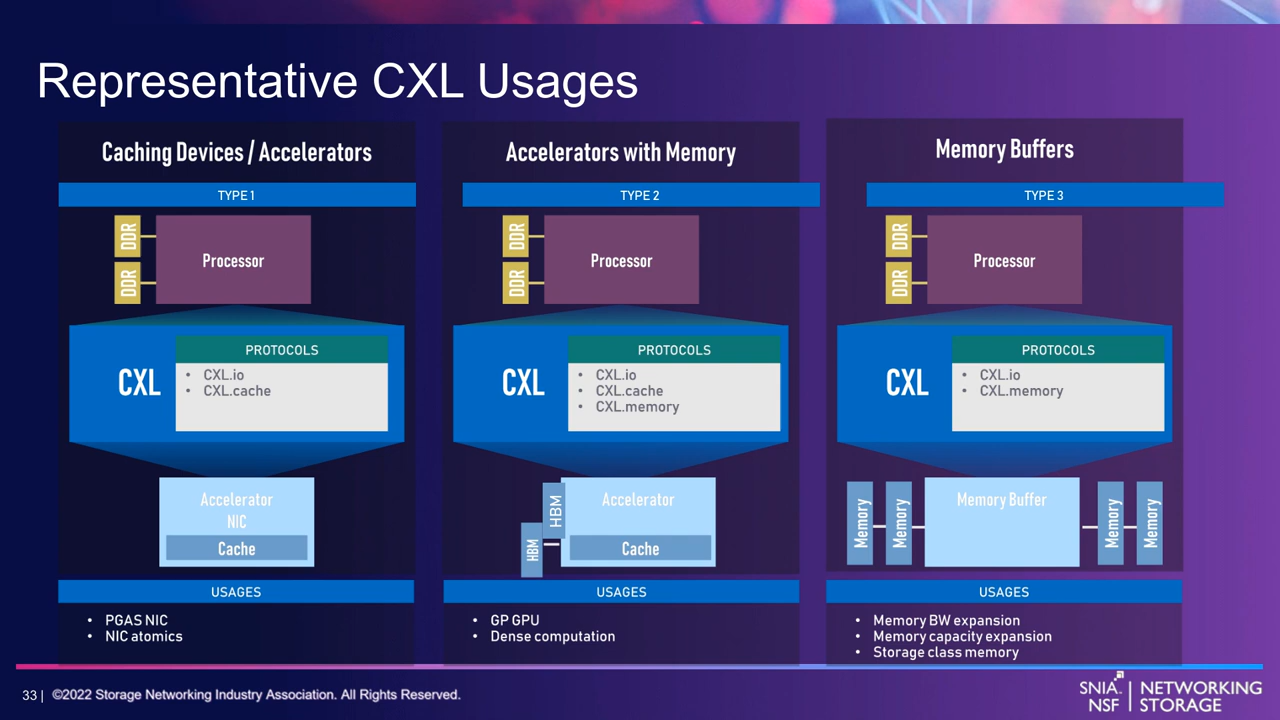 Representative CXL Usages
Caching Devices / Accelerators
TYPE 1
DDR
DDR
Processor
CXL
PROTOCOLS
• CXL.io
• CXL.cache
Accelerator
NIC
Cache
USAGES
• PGAS NIC
• NIC atomics
Accelerators with Memory
TYPE 2
DDR
DDR
Processor
CXL
PROTOCOLS
• CXL.io
• CXL.cache
• CXL.memory
HBM
HBM
Accelerator
Cache
USAGES
• GP GPU
• Dense computation
Memory Buffers
TYPE 3
DDR
DDR
Processor
CXL
PROTOCOLS
• CXL.io
• CXL.memory
Memory
Memory
Memory Buffer
Memory
Memory
USAGES
• Memory BW expansion
• Memory capacity expansion
• Storage class memory
33 | ©2022 Storage Networking Industry Association. All Rights Reserved.
SNIA. | NETWORKING
NSF | STORAGE